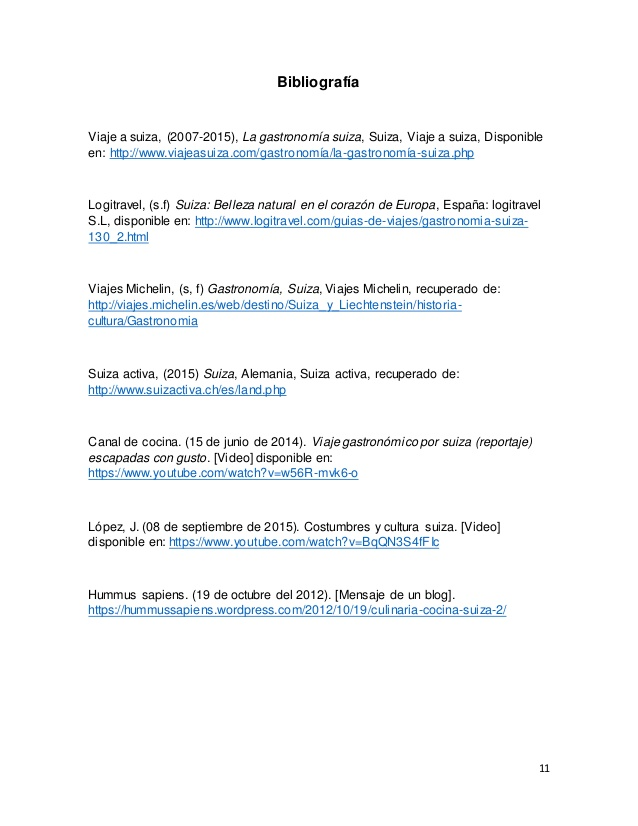 Bibliografía
Viaje a suiza, (2007-2015), La gastronomía suiza, Suiza, Viaje a suiza, Disponible
en: http://www.viajeasuiza.com/gastronomía/la-gastronomía-suiza.php
Logitravel, (s.f) Suiza: Belleza natural en el corazón de Europa, España: logitravel
S.L, disponible en: http://www.logitravel.com/guias-de-viajes/gastronomia-suiza-
130_2.html
Viajes Michelin, (s, f) Gastronomía, Suiza, Viajes Michelin, recuperado de:
http://viajes.michelin.es/web/destino/Suiza_y_Liechtenstein/historia-
cultura/Gastronomia
Suiza activa, (2015) Suiza, Alemania, Suiza activa, recuperado de:
http://www.suizactiva.ch/es/land.php
Canal de cocina. (15 de junio de 2014). Viaje gastronómico por suiza (reportaje)
escapadas con gusto. [Video] disponible en:
https://www.youtube.com/watch?v=w56R-mvk6-o
López, J. (08 de septiembre de 2015). Costumbres y cultura suiza. [Video]
disponible en: https://www.youtube.com/watch?v=BqQN3S4fFIc
Hummus sapiens. (19 de octubre del 2012). [Mensaje de un blog].
https://hummussapiens.wordpress.com/2012/10/19/culinaria-cocina-suiza-2/
11